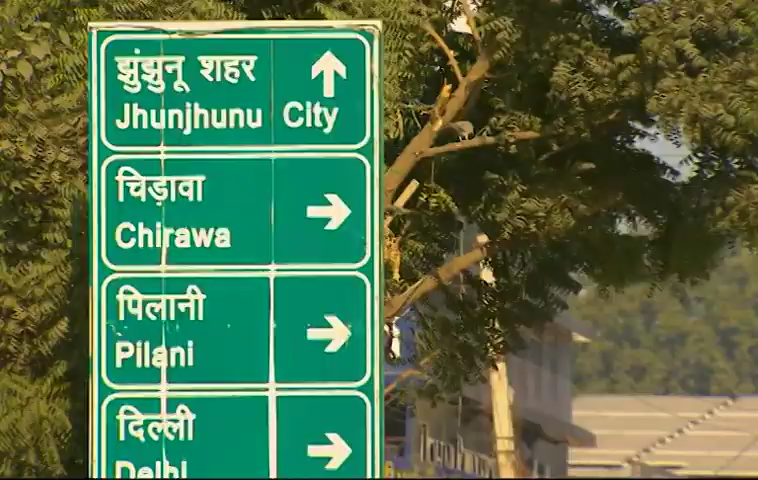 झुंझुनू शहर
Jhunjhunu City
चिड़ावा
Chirawa
पिलानी
Pilani
दिल्ली
Delhi